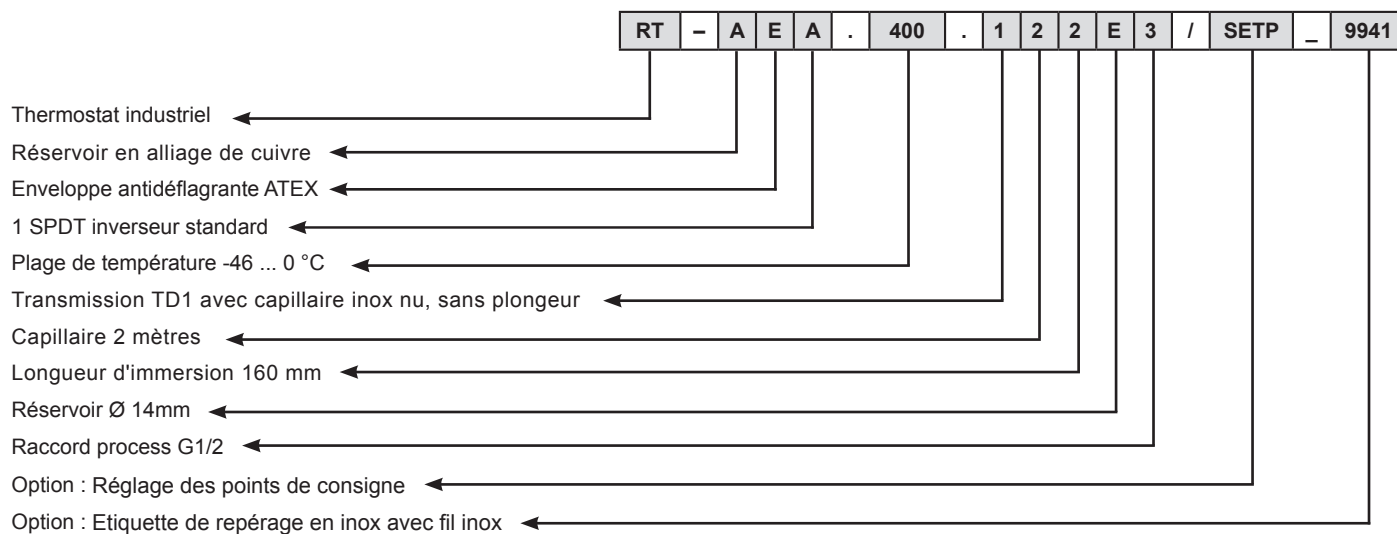 RT – A E A . 400 . 1 2 2 E 3 / SETP _ 9941
Thermostat industriel
Réservoir en alliage de cuivre
Enveloppe antidéflagrante ATEX
1 SPDT inverseur standard
Plage de température -46 ... 0 °C
Transmission TD1 avec capillaire inox nu, sans plongeur
Capillaire 2 mètres
Longueur d'immersion 160 mm
Réservoir Ø 14mm
Raccord process G1/2
Option : Réglage des points de consigne
Option : Etiquette de repérage en inox avec fil inox